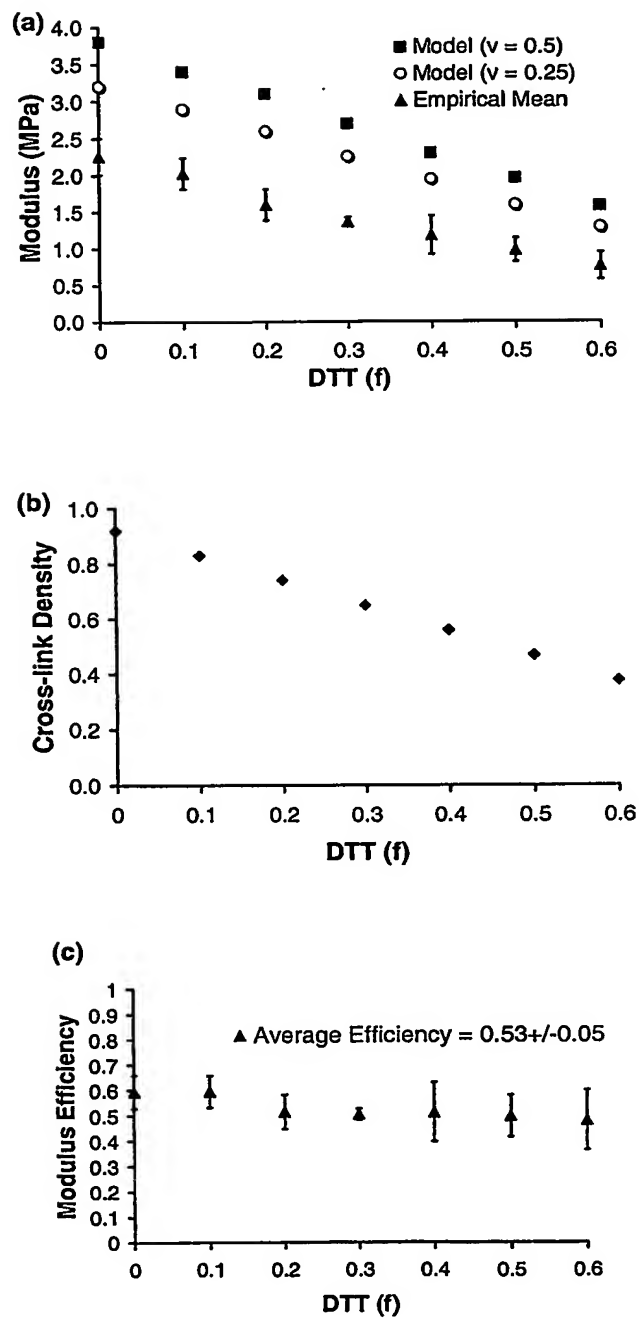 (a)
4.0
3.5
3.0
2.5
2.0
1.5
1.0
0.5
0.0
Modulus (MPa)
■ Model (v = 0.5)
○ Model (v = 0.25)
▲ Empirical Mean
0 0.1 0.2 0.3 0.4 0.5 0.6
DTT (f)
(b)
1.0
0.8
0.6
0.4
0.2
0.0
Cross-link Density
0 0.1 0.2 0.3 0.4 0.5 0.6
DTT (f)
(c)
1
0.9
0.8
0.7
0.6
0.5
0.4
0.3
0.2
0.1
0
Modulus Efficiency
▲ Average Efficiency = 0.53+/-0.05
0 0.1 0.2 0.3 0.4 0.5 0.6
DTT (f)